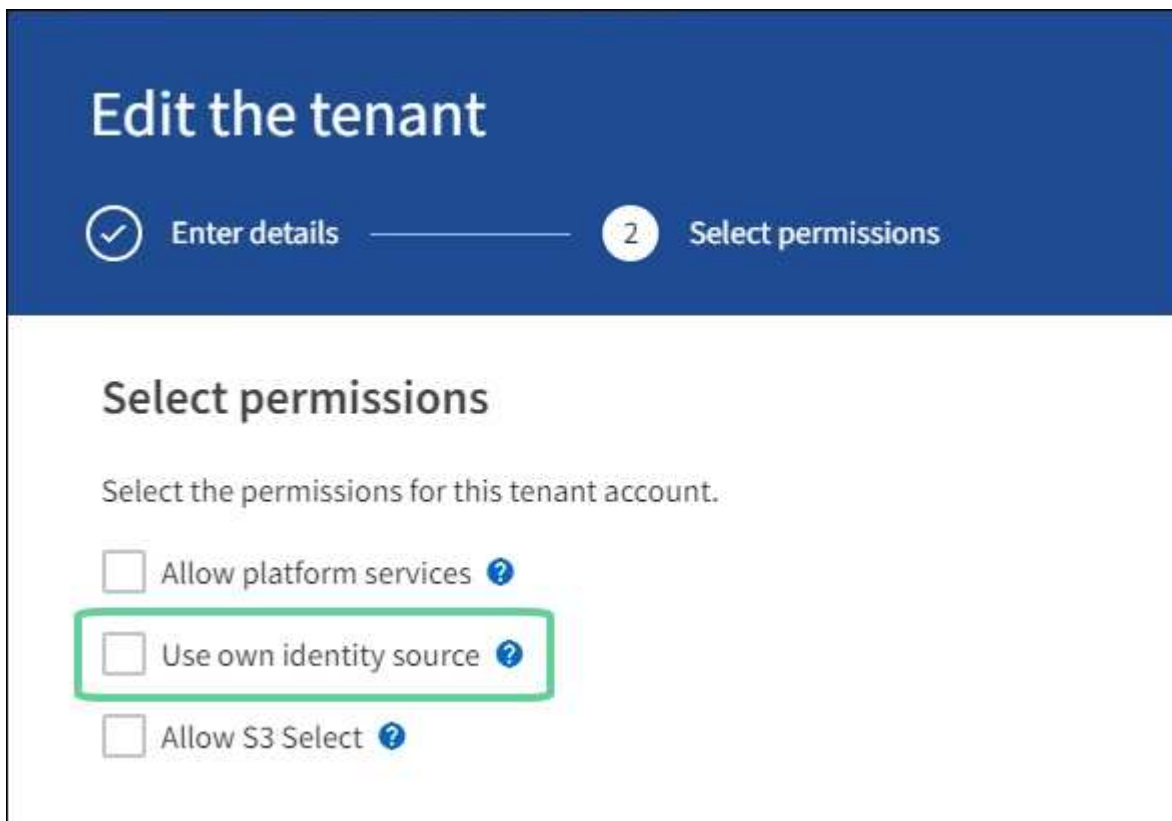 Edit the tenant
Enter details
2 Select permissions
Select permissions
Select the permissions for this tenant account.
Allow platform services ?
Use own identity source ?
Allow S3 Select ?